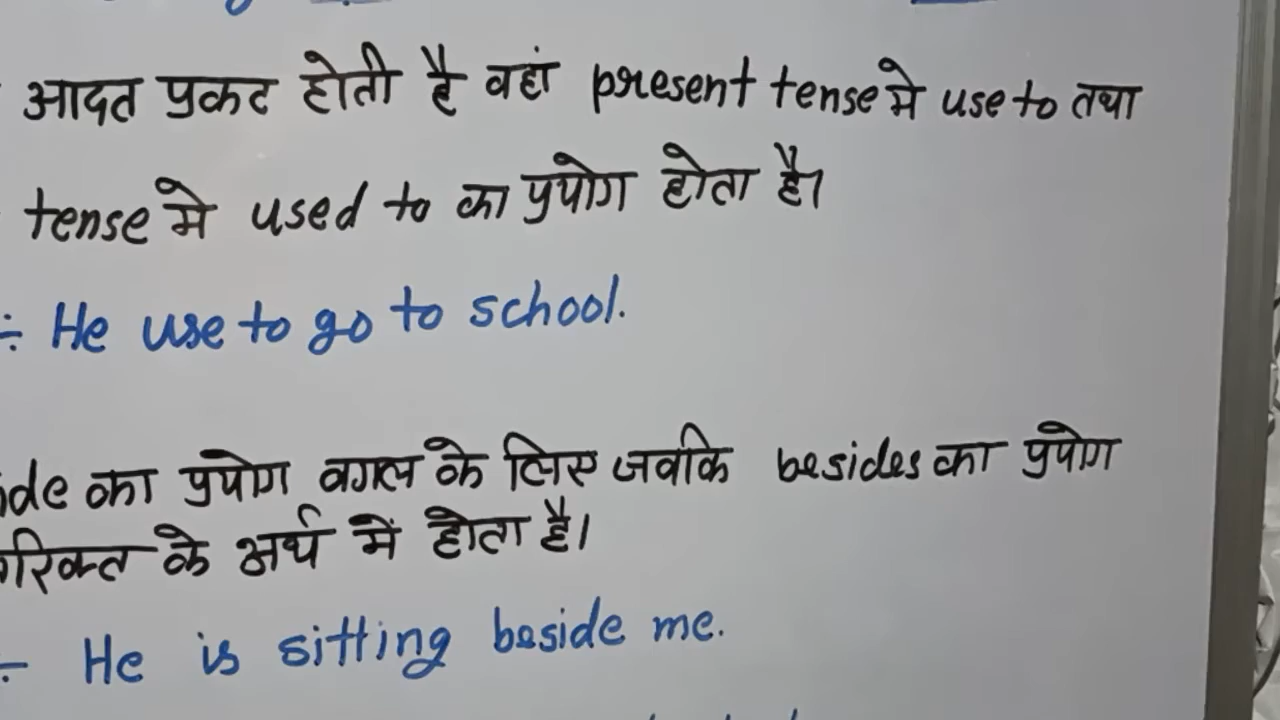 आदत प्रकट होती है वहां present tense मे use to तथा
tense मे used to का प्रयोग होता है।
÷ He use to go to school.
का प्रयोग वगल के लिए जबकि besides का प्रयोग
के अर्थ में होता है।
He is sitting beside me.